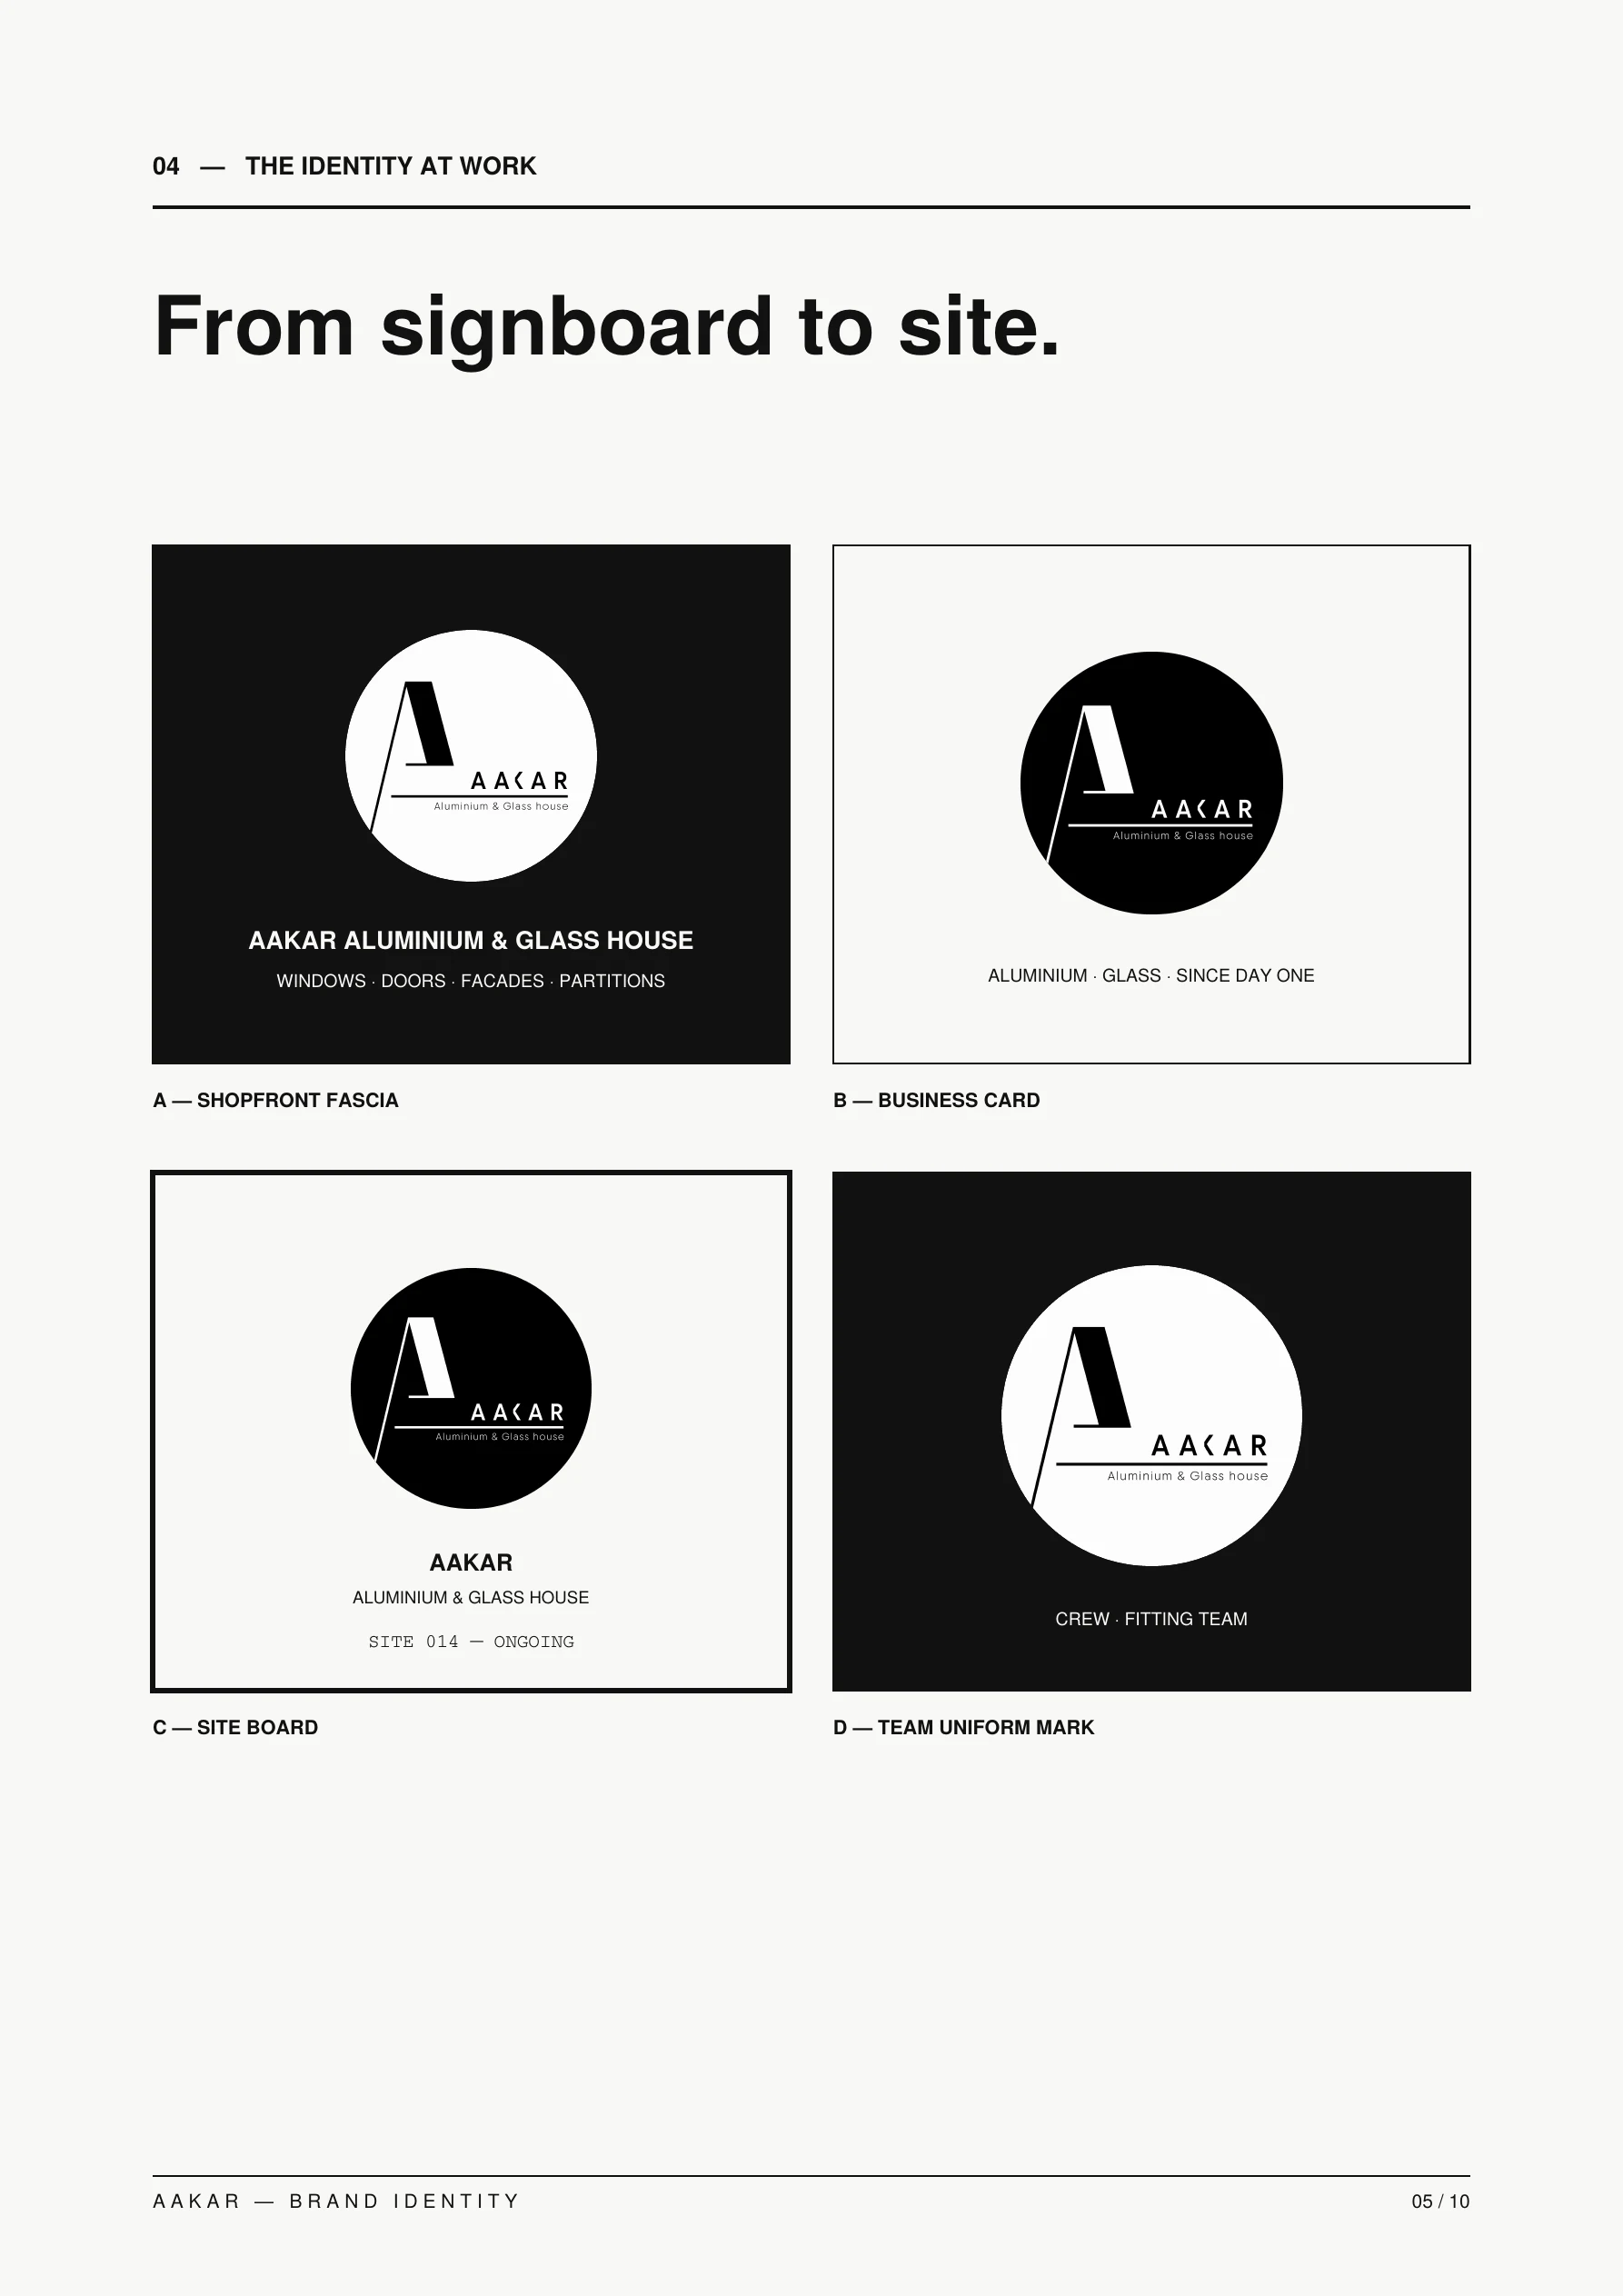 04 — THE IDENTITY AT WORK
From signboard to site.
A
AAKAR
Aluminium & Glass house
AAKAR ALUMINIUM & GLASS HOUSE
WINDOWS · DOORS · FACADES · PARTITIONS
A — SHOPFRONT FASCIA
A
AAKAR
Aluminium & Glass house
ALUMINIUM · GLASS · SINCE DAY ONE
B — BUSINESS CARD
A
AAKAR
Aluminium & Glass house
AAKAR
ALUMINIUM & GLASS HOUSE
SITE 014 — ONGOING
C — SITE BOARD
A
AAKAR
Aluminium & Glass house
CREW · FITTING TEAM
D — TEAM UNIFORM MARK
AAKAR — BRAND IDENTITY
05 / 10